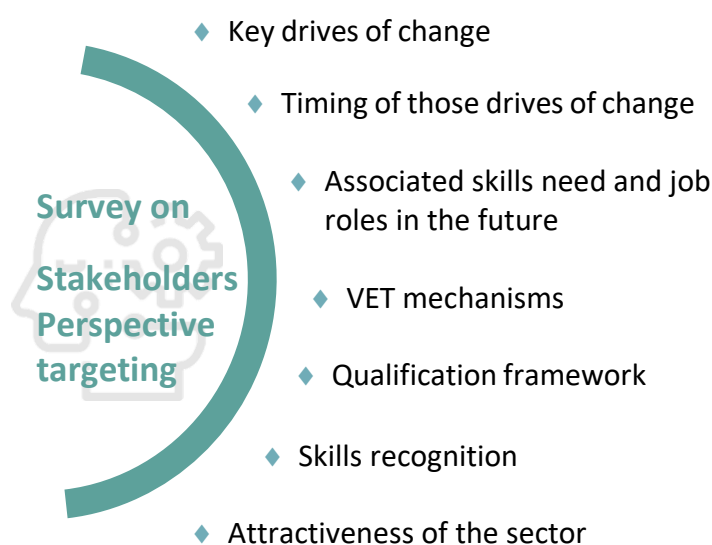 Key drives of change
Timing of those drives of change
Associated skills need and job
roles in the future
Survey on
Stakeholders
Perspective
targeting
VET mechanisms
Qualification framework
Skills recognition
Attractiveness of the sector